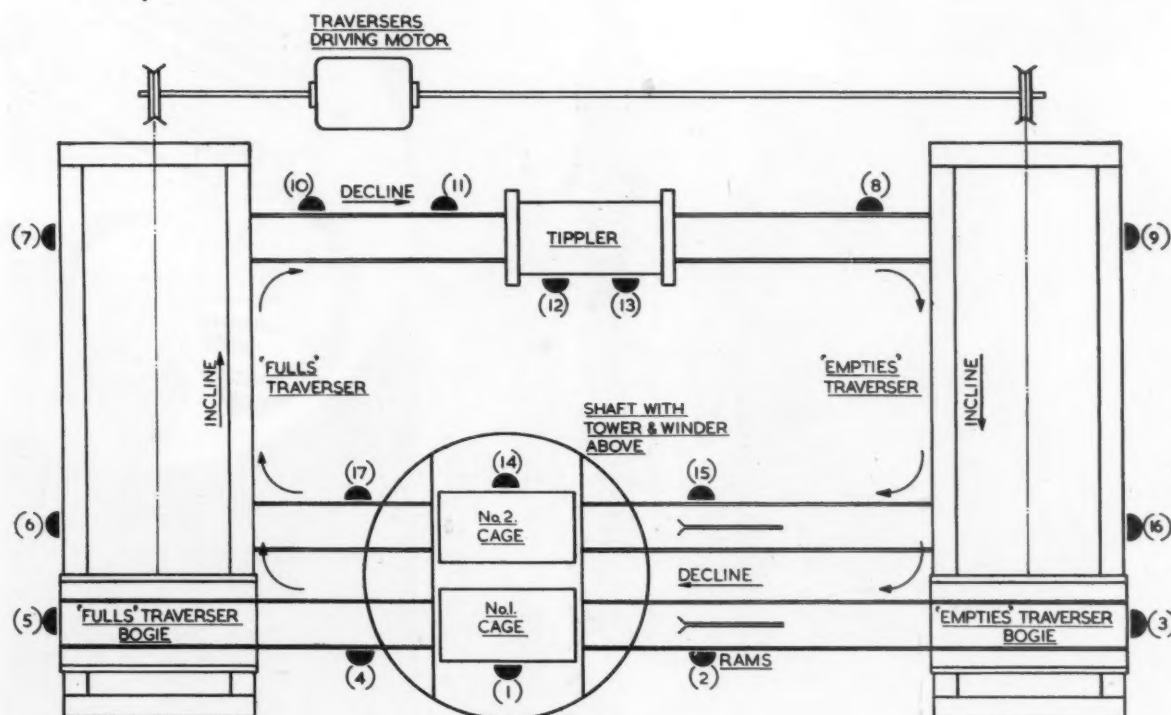 TRAVERSERS
DRIVING MOTOR
(10)
DECLINE
(11)
(8)
(7)
TIPPLER
(9)
(12)
(13)
INCLINE
'FULLS'
TRAVERSER
'EMPTIES'
TRAVERSER
INCLINE
SHAFT WITH
TOWER & WINDER
ABOVE
(17)
(14)
(15)
(6)
No.2.
CAGE
(16)
DECLINE
(5)
'FULLS' TRAVERSER
BOGIE
No.1.
CAGE
'EMPTIES' TRAVERSER
BOGIE
(3)
(4)
(1)
(2)
RAMS